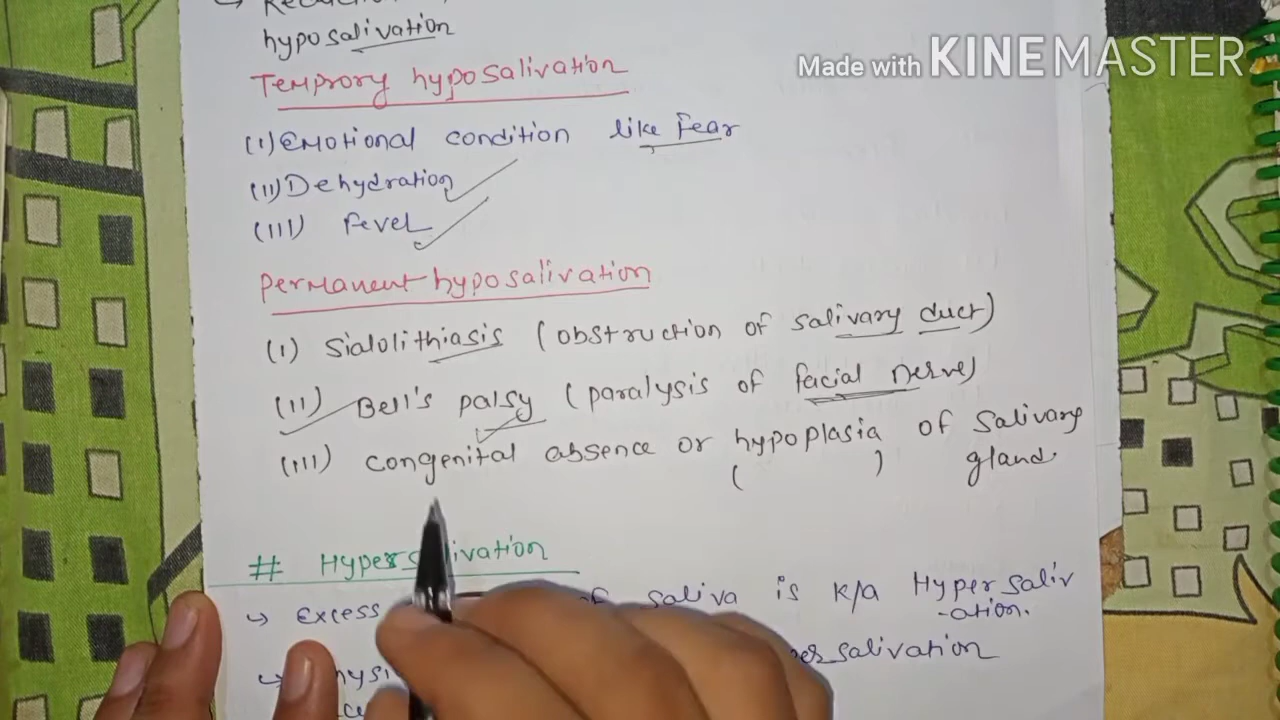 hyposalivation
Made with KINEMASTER
Temprory hyposalivation
(I) Emotional condition like Fear
(II) Dehydration
(III) fever
permanent hyposalivation
(I) Sialolithiasis (obstruction of salivary duct)
(II) Bell's palsy (paralysis of facial nerve)
(III) congenital absence or hypoplasia of salivary
( ) gland.
# Hypersalivation
↪ Excess of saliva is k/a Hypersaliv
-ation.
salivation